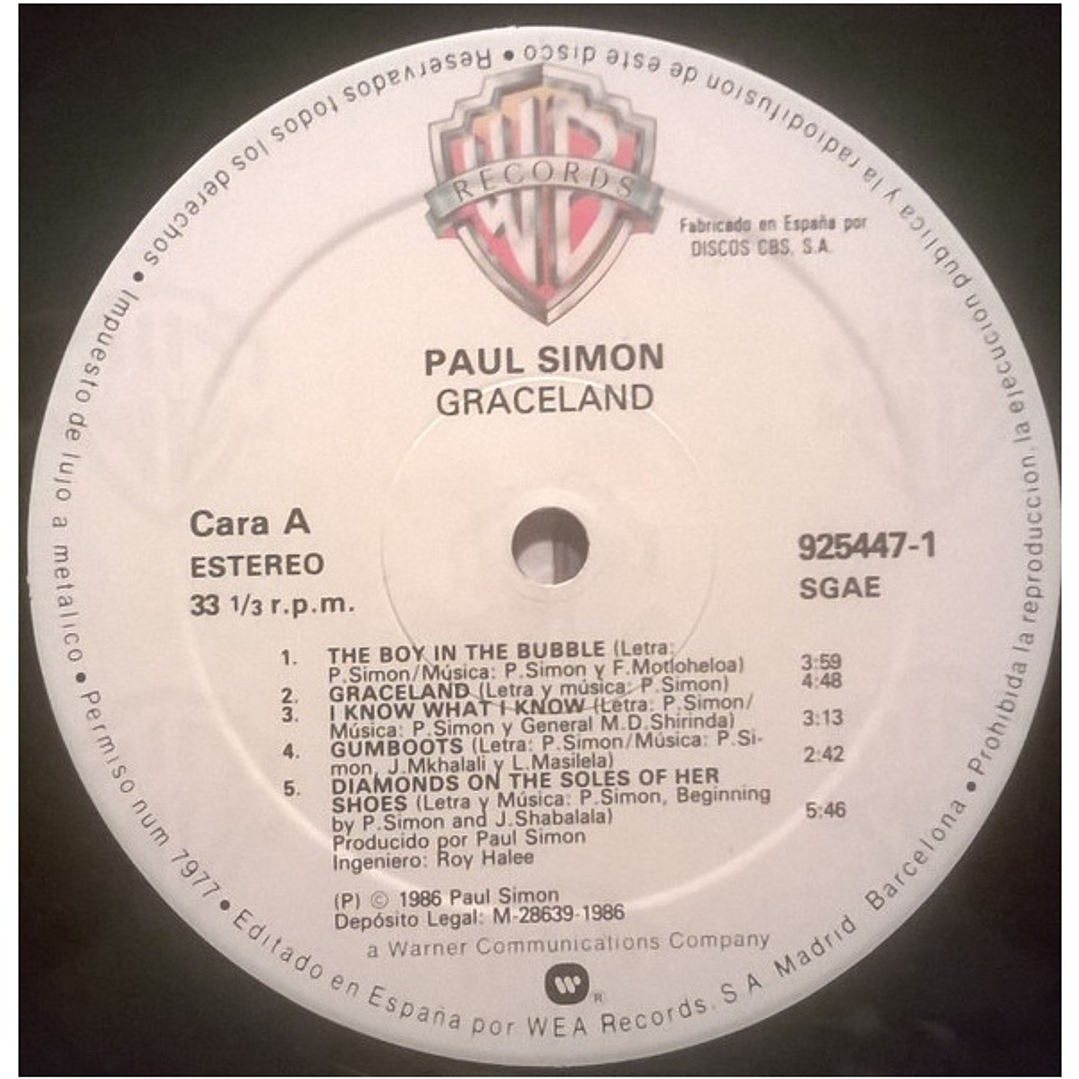 RECORDS
Fabricado en España por
DISCOS CBS, S.A.
PAUL SIMON
GRACELAND
Cara A
ESTEREO
33 1/3 r.p.m.
925447-1
SGAE
1. THE BOY IN THE BUBBLE (Letra:
P.Simon/Música: P.Simon y F.Motloheloa) 3:59
2. GRACELAND (Letra y música: P.Simon) 4:48
3. I KNOW WHAT I KNOW (Letra: P.Simon/
Música: P.Simon y General M.D.Shirinda) 3:13
4. GUMBOOTS (Letra: P.Simon/Música: P.Si-
mon, J.Mkhalali y L.Masilela) 2:42
5. DIAMONDS ON THE SOLES OF HER
SHOES (Letra y Música: P.Simon, Beginning
by P.Simon and J.Shabalala) 5:46
Producido por Paul Simon
Ingeniero: Roy Halee
(P) © 1986 Paul Simon
Depósito Legal: M-28639-1986
a Warner Communications Company
Reservados todos los derechos • Impuesto de lujo a metalico • Permiso num 7977 • Editado en España por WEA Records, S A Madrid Barcelona • Prohibida la reproduccion, la elecucion publica y la radiodifusion de este disco •